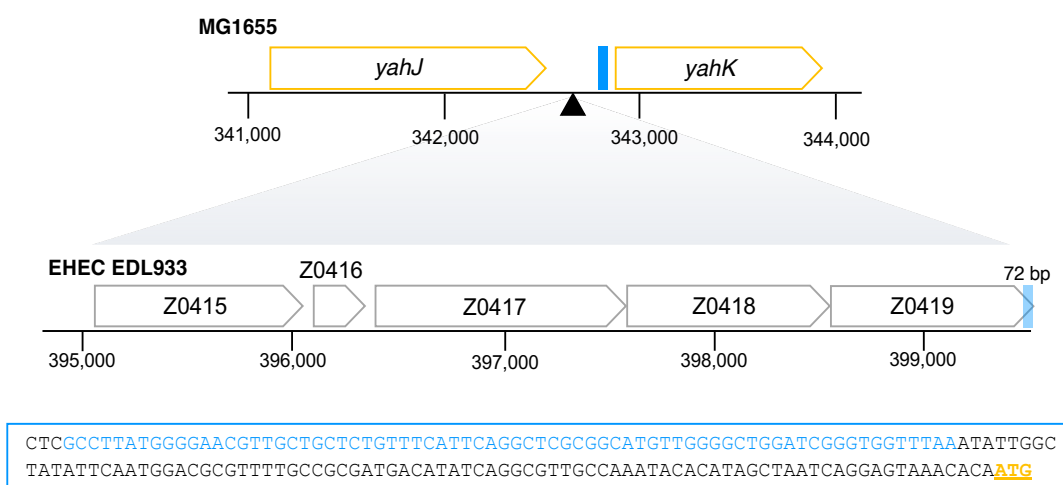 MG1655
yahJ
yahK
341,000
342,000
343,000
344,000
EHEC EDL933
Z0416
72 bp
Z0415
Z0417
Z0418
Z0419
395,000
396,000
397,000
398,000
399,000
CTCGCCTTATGGGGAACGTTGCTGCTCTGTTTCATTCAGGCTCGCGGCATGTTGGGGCTGGATCGGGTGGTTTAAATATTGGC
TATATTCAATGGACGCGTTTTGCCGCGATGACATATCAGGCGTTGCCAAATACACATAGCTAATCAGGAGTAAACACAATG